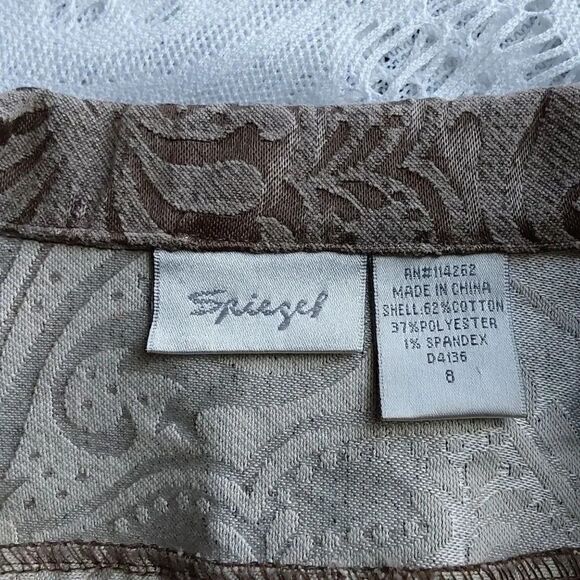 Spiegel
RN#114262
MADE IN CHINA
SHELL:62%COTTON
37%POLYESTER
1% SPANDEX
D4136
8